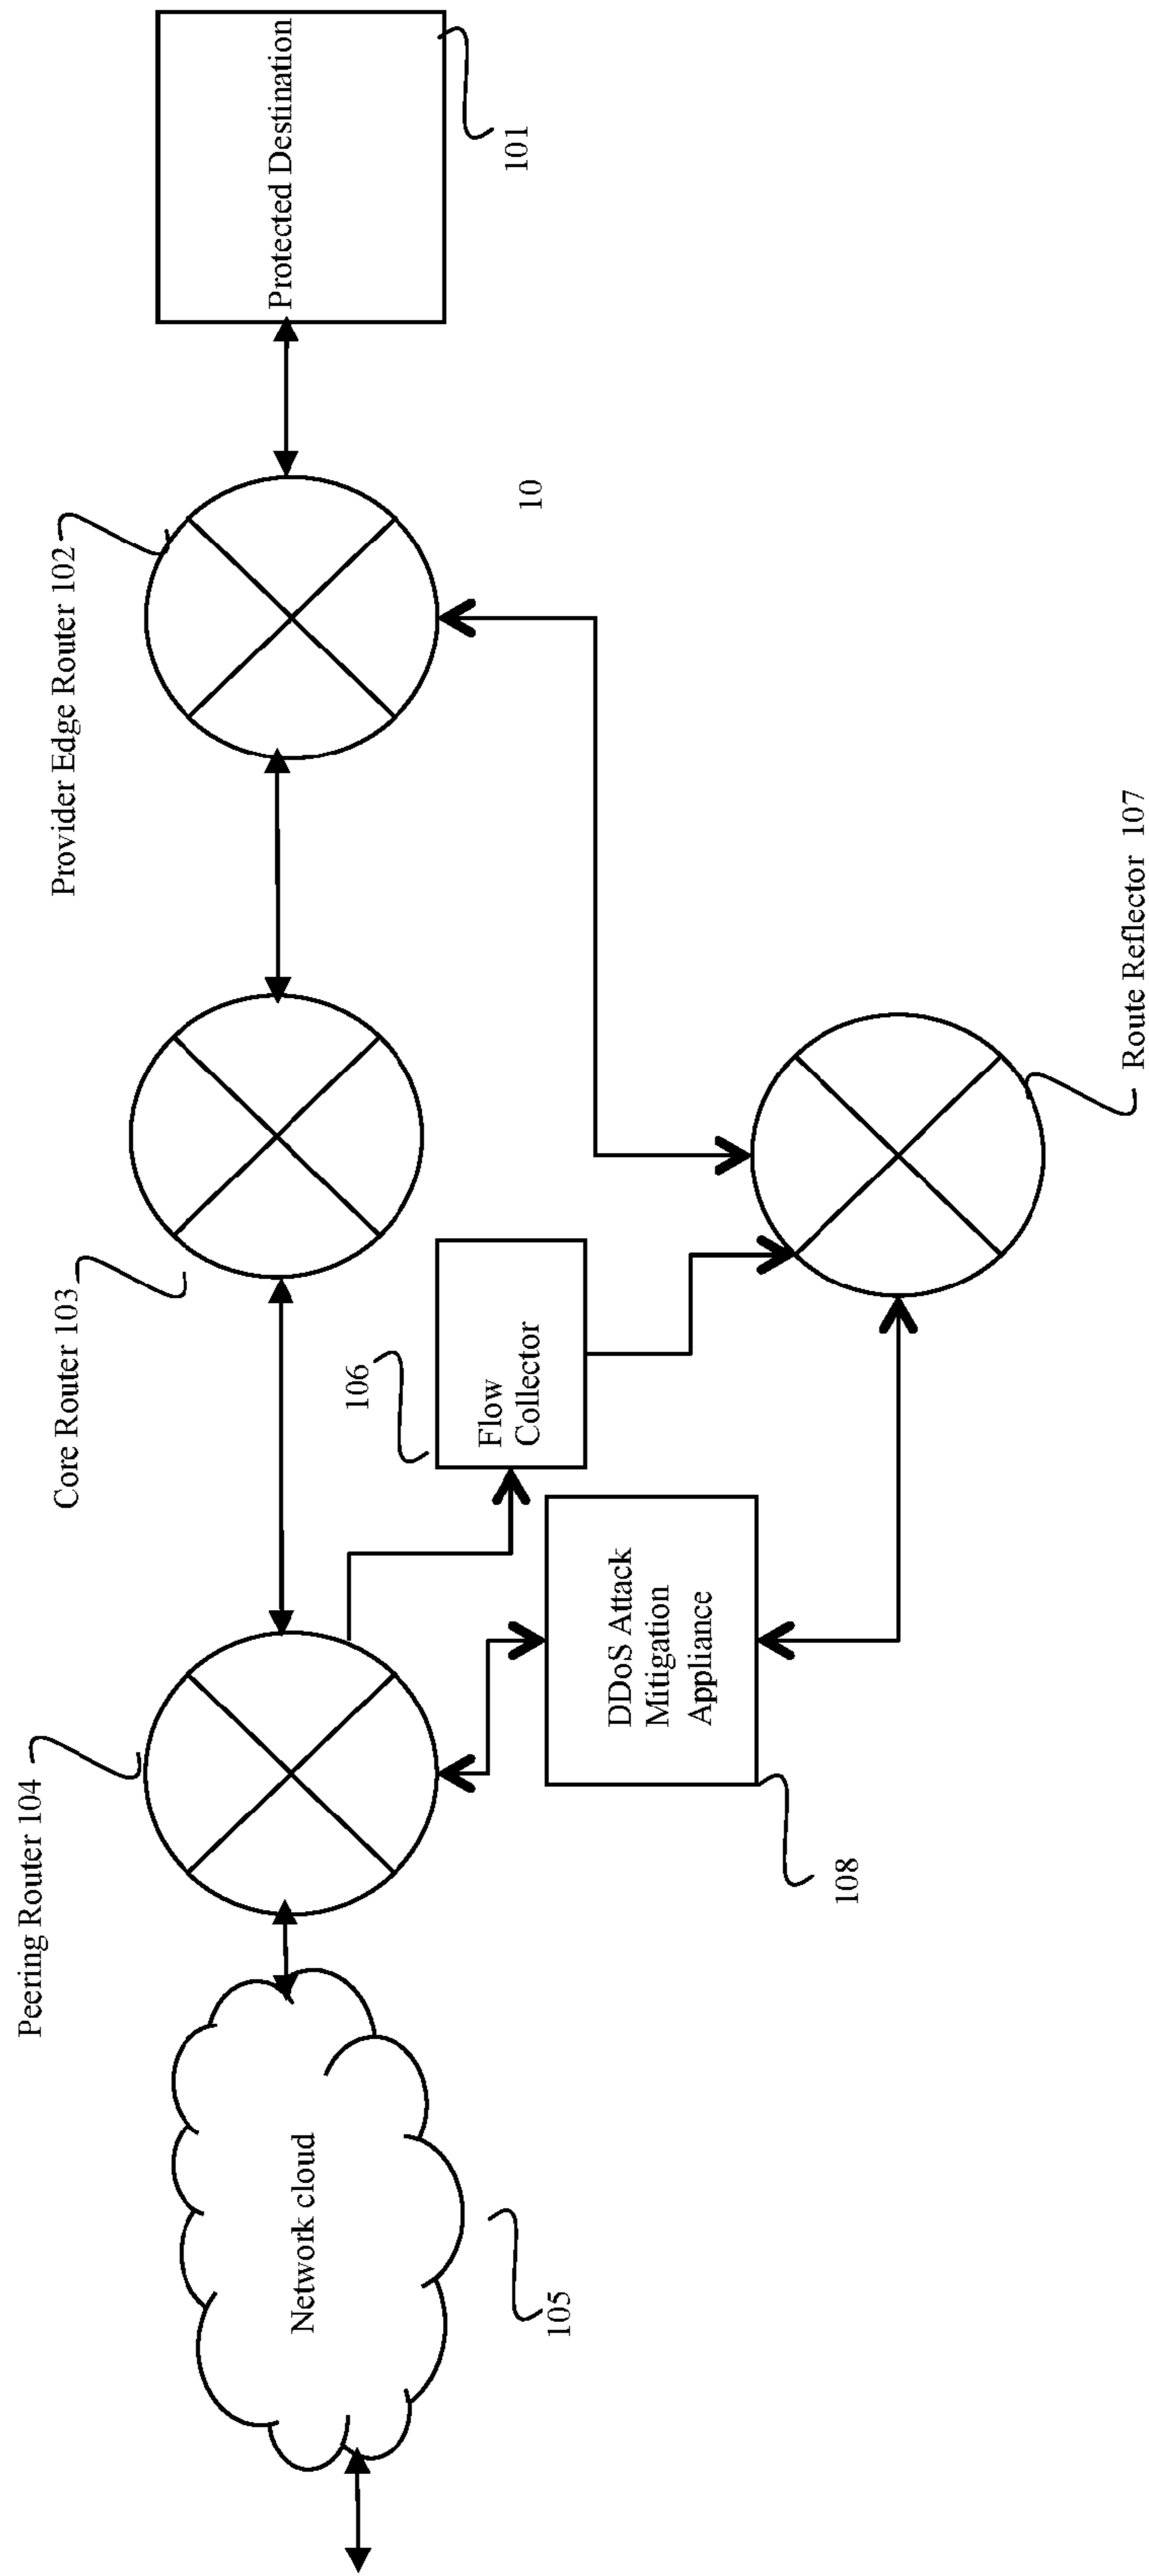 Peering Router 104
Core Router 103
Provider Edge Router 102
Network cloud
105
Protected Destination
101
10
106
Flow
Collector
DDoS Attack
Mitigation
Appliance
108
Route Reflector 107